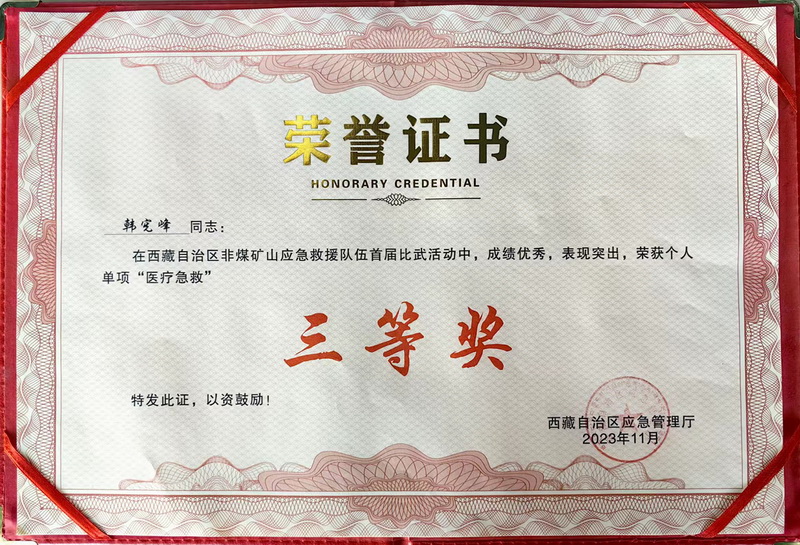 荣誉证书
HONORARY CREDENTIAL
韩宪峰 同志：
在西藏自治区非煤矿山应急救援队伍首届比武活动中，成绩优秀，表现突出，荣获个人
单项“医疗急救”
三等奖
特发此证，以资鼓励！
西藏自治区应急管理厅
2023年11月